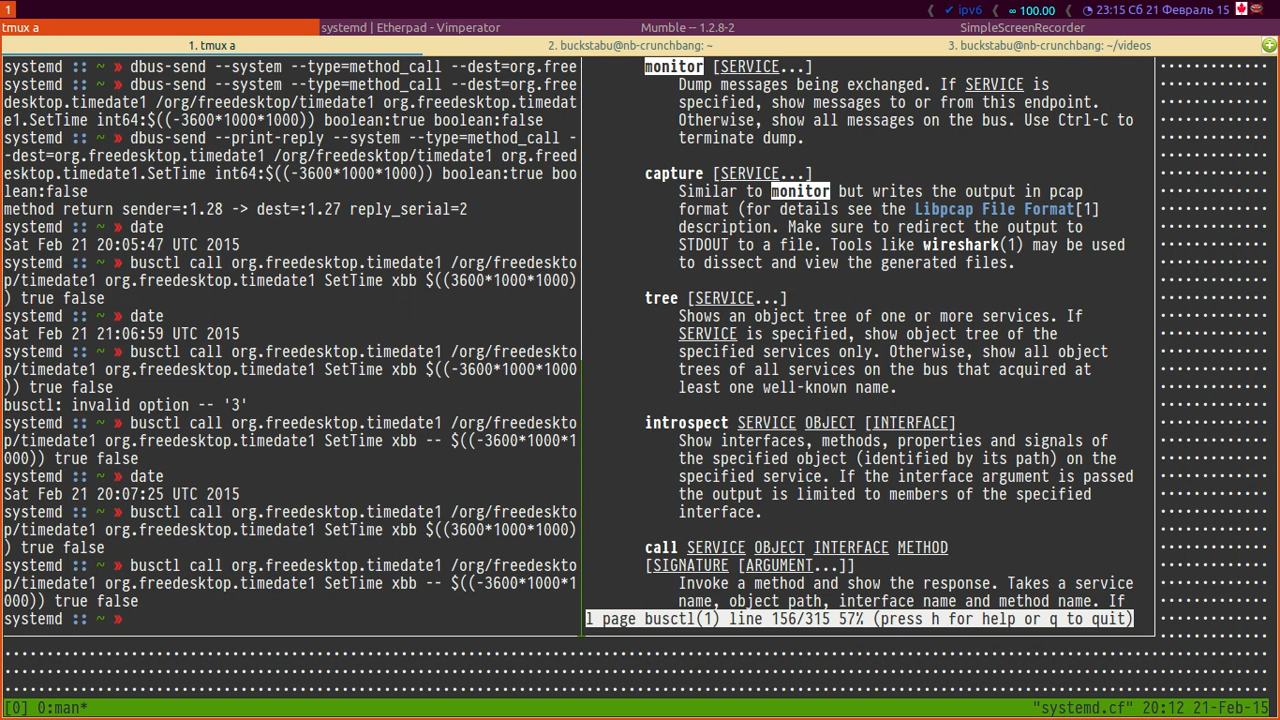 1
ipv6
∞ 100.00
23:15 Сб 21 Февраль 15
tmux a
systemd | Etherpad - Vimperator
Mumble -- 1.2.8-2
SimpleScreenRecorder
1. tmux a
2. buckstabu@nb-crunchbang: ~
3. buckstabu@nb-crunchbang: ~/videos
systemd :: ~ » dbus-send --system --type=method_call --dest=org.free
systemd :: ~ » dbus-send --system --type=method_call --dest=org.free
desktop.timedate1 /org/freedesktop/timedate1 org.freedesktop.timedat
e1.SetTime int64:$((-3600*1000*1000)) boolean:true boolean:false
systemd :: ~ » dbus-send --print-reply --system --type=method_call -
-dest=org.freedesktop.timedate1 /org/freedesktop/timedate1 org.freed
esktop.timedate1.SetTime int64:$((-3600*1000*1000)) boolean:true boo
lean:false
method return sender=:1.28 -> dest=:1.27 reply_serial=2
systemd :: ~ » date
Sat Feb 21 20:05:47 UTC 2015
systemd :: ~ » busctl call org.freedesktop.timedate1 /org/freedeskto
p/timedate1 org.freedesktop.timedate1 SetTime xbb $((3600*1000*1000)
) true false
systemd :: ~ » date
Sat Feb 21 21:06:59 UTC 2015
systemd :: ~ » busctl call org.freedesktop.timedate1 /org/freedeskto
p/timedate1 org.freedesktop.timedate1 SetTime xbb $((-3600*1000*1000
)) true false
busctl: invalid option -- '3'
systemd :: ~ » busctl call org.freedesktop.timedate1 /org/freedeskto
p/timedate1 org.freedesktop.timedate1 SetTime xbb -- $((-3600*1000*1
000)) true false
systemd :: ~ » date
Sat Feb 21 20:07:25 UTC 2015
systemd :: ~ » busctl call org.freedesktop.timedate1 /org/freedeskto
p/timedate1 org.freedesktop.timedate1 SetTime xbb $((3600*1000*1000)
) true false
systemd :: ~ » busctl call org.freedesktop.timedate1 /org/freedeskto
p/timedate1 org.freedesktop.timedate1 SetTime xbb -- $((-3600*1000*1
000)) true false
systemd :: ~ »
monitor [SERVICE...]
Dump messages being exchanged. If SERVICE is
specified, show messages to or from this endpoint.
Otherwise, show all messages on the bus. Use Ctrl-C to
terminate dump.
capture [SERVICE...]
Similar to monitor but writes the output in pcap
format (for details see the Libpcap File Format[1]
description. Make sure to redirect the output to
STDOUT to a file. Tools like wireshark(1) may be used
to dissect and view the generated files.
tree [SERVICE...]
Shows an object tree of one or more services. If
SERVICE is specified, show object tree of the
specified services only. Otherwise, show all object
trees of all services on the bus that acquired at
least one well-known name.
introspect SERVICE OBJECT [INTERFACE]
Show interfaces, methods, properties and signals of
the specified object (identified by its path) on the
specified service. If the interface argument is passed
the output is limited to members of the specified
interface.
call SERVICE OBJECT INTERFACE METHOD
[SIGNATURE [ARGUMENT...]]
Invoke a method and show the response. Takes a service
name, object path, interface name and method name. If
l page busctl(1) line 156/315 57% (press h for help or q to quit)
[0] 0:man*
"systemd.cf" 20:12 21-Feb-15